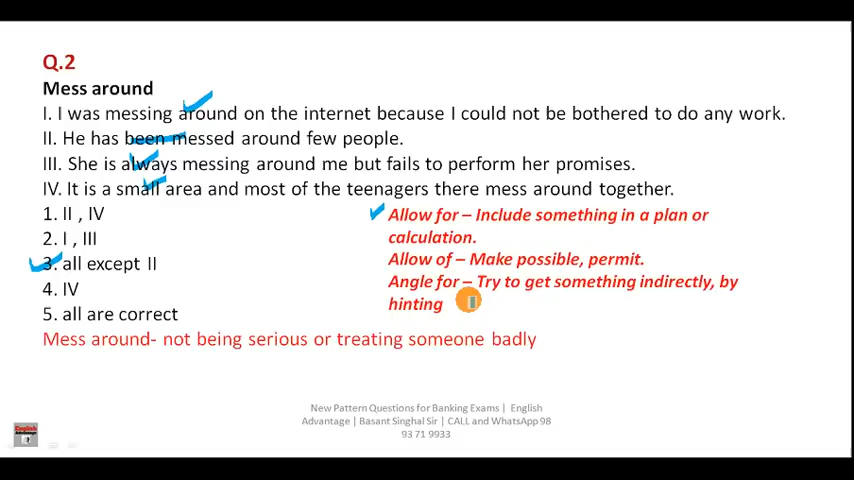 Q.2
Mess around
I. I was messing around on the internet because I could not be bothered to do any work.
II. He has been messed around few people.
III. She is always messing around me but fails to perform her promises.
IV. It is a small area and most of the teenagers there mess around together.
1. II , IV
2. I , III
3. all except II
4. IV
5. all are correct
Mess around- not being serious or treating someone badly
Allow for – Include something in a plan or
calculation.
Allow of – Make possible, permit.
Angle for – Try to get something indirectly, by
hinting
New Pattern Questions for Banking Exams | English
Advantage | Basant Singhal Sir | CALL and WhatsApp 98
93 71 9933
English
Advantage